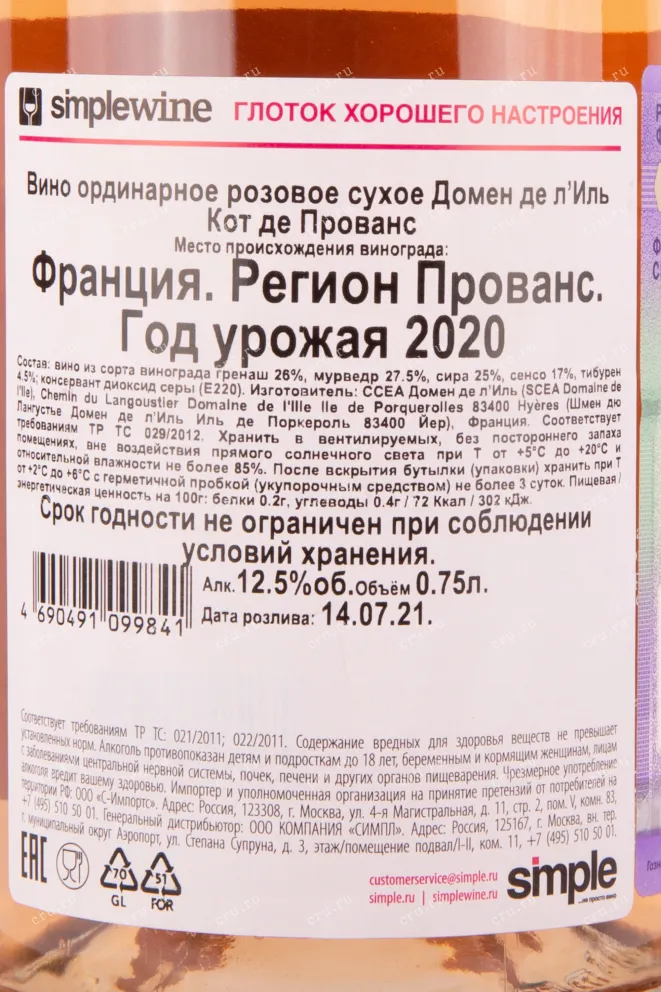 simplewine ГЛОТОК ХОРОШЕГО НАСТРОЕНИЯ
Вино ординарное розовое сухое Домен де л'Иль
Кот де Прованс
Место происхождения винограда:
Франция. Регион Прованс.
Год урожая 2020
Состав: вино из сорта винограда гренаш 26%, мурведр 27.5%, сира 25%, сенсо 17%, тибурен
4.5%; консервант диоксид серы (Е220). Изготовитель: ССЕА Домен де л'Иль (SCEA Domaine de
l'Ile), Chemin du Langoustier Domaine de l'Ille Ile de Porquerolles 83400 Hyères (Шмен дю
Лангустье Домен де л'Иль Иль де Поркероль 83400 Йер), Франция. Соответствует
требованиям ТР ТС 029/2012. Хранить в вентилируемых, без постороннего запаха
помещениях, вне воздействия прямого солнечного света при Т от +5°С до +20°С и
относительной влажности не более 85%. После вскрытия бутылки (упаковки) хранить при Т
от +2°С до +6°С с герметичной пробкой (укупорочным средством) не более 3 суток. Пищевая /
энергетическая ценность на 100г: белки 0.2г, углеводы 0.4г / 72 Ккал / 302 кДж.
Срок годности не ограничен при соблюдении
условий хранения.
Алк. 12.5%об. Объём 0.75л.
Дата розлива: 14.07.21.
4 690491 099841
Соответствует требованиям ТР ТС: 021/2011; 022/2011. Содержание вредных для здоровья веществ не превышает
установленных норм. Алкоголь противопоказан детям и подросткам до 18 лет, беременным и кормящим женщинам, лицам
с заболеваниями центральной нервной системы, почек, печени и других органов пищеварения. Чрезмерное употребление
алкоголя вредит вашему здоровью. Импортер и уполномоченная организация на принятие претензий от потребителей на
территории РФ: ООО «С-Импортс». Адрес: Россия, 123308, г. Москва, ул. 4-я Магистральная, д. 11, стр. 2, пом. V, комн. 83,
+7 (495) 510 50 01. Генеральный дистрибьютор: ООО КОМПАНИЯ «СИМПЛ». Адрес: Россия, 125167, г. Москва, вн. тер.
г. муниципальный округ Аэропорт, ул. Степана Супруна, д. 3, этаж/помещение подвал/I-II, ком. 11, +7 (495) 510 50 01.
EAC
70
GL
51
FOR
customerservice@simple.ru
simple.ru | simplewine.ru
simple
...не просто вино